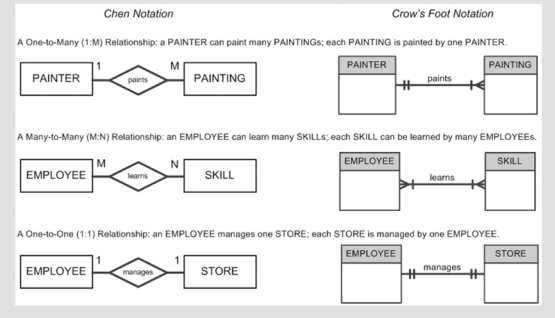 Chen Notation
Crow's Foot Notation
A One-to-Many (1:M) Relationship: a PAINTER can paint many PAINTINGs; each PAINTING is painted by one PAINTER.
PAINTER 1 paints M PAINTING
PAINTER paints PAINTING
A Many-to-Many (M:N) Relationship: an EMPLOYEE can learn many SKILLs; each SKILL can be learned by many EMPLOYEEs.
EMPLOYEE M learns N SKILL
EMPLOYEE learns SKILL
A One-to-One (1:1) Relationship: an EMPLOYEE manages one STORE; each STORE is managed by one EMPLOYEE.
EMPLOYEE 1 manages 1 STORE
EMPLOYEE manages STORE